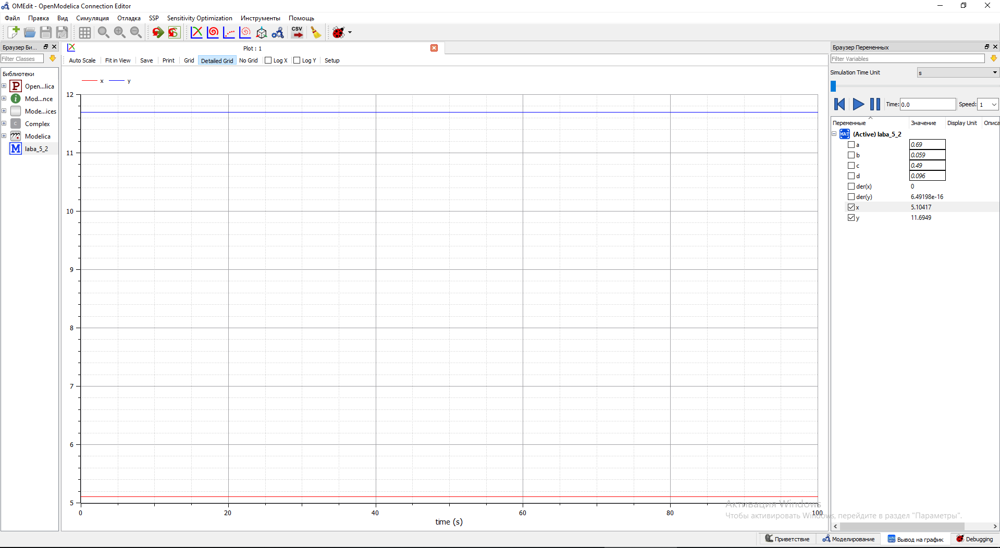 OMEdit - OpenModelica Connection Editor
Файл Правка Вид Симуляция Отладка SSP Sensitivity Optimization Инструменты Помощь
CSV
Браузер Би...
Filter Classes
Библиотеки
P Open...lica
i Mod...nce
Mode...ices
C Complex
Modelica
M laba_5_2
Plot : 1
Auto Scale Fit in View Save Print Grid Detailed Grid No Grid Log X Log Y Setup
x y
12
11
10
9
8
7
6
5
0 20 40 60 80 100
time (s)
Браузер Переменных
Filter Variables
Simulation Time Unit s
Time: 0.0 Speed: 1
Переменные Значение Display Unit Описа
MAT (Active) laba_5_2
a 0.69
b 0.059
c 0.49
d 0.096
der(x) 0
der(y) 6.49198e-16
x 5.10417
y 11.6949
Активация Windows
Чтобы активировать Windows, перейдите в раздел "Параметры".
Приветствие Моделирование Вывод на график Debugging